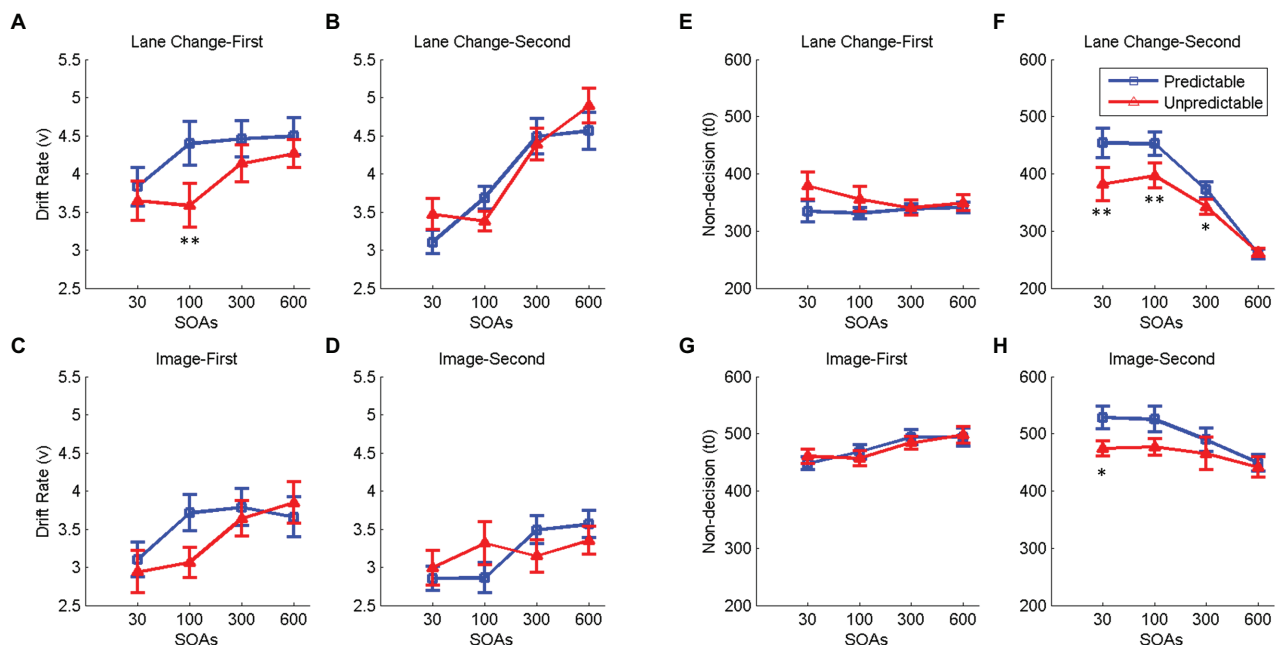 A
Lane Change-First
Drift Rate (v)
5.5
5
4.5
4
3.5
3
2.5
**
30 100 300 600
SOAs
B
Lane Change-Second
5.5
5
4.5
4
3.5
3
2.5
30 100 300 600
SOAs
E
Lane Change-First
Non-decision (t0)
600
500
400
300
200
30 100 300 600
SOAs
F
Lane Change-Second
600
500
400
300
200
Predictable
Unpredictable
** ** *
30 100 300 600
SOAs
C
Image-First
Drift Rate (v)
5.5
5
4.5
4
3.5
3
2.5
30 100 300 600
SOAs
D
Image-Second
5.5
5
4.5
4
3.5
3
2.5
30 100 300 600
SOAs
G
Image-First
Non-decision (t0)
600
500
400
300
200
30 100 300 600
SOAs
H
Image-Second
600
500
400
300
200
*
30 100 300 600
SOAs